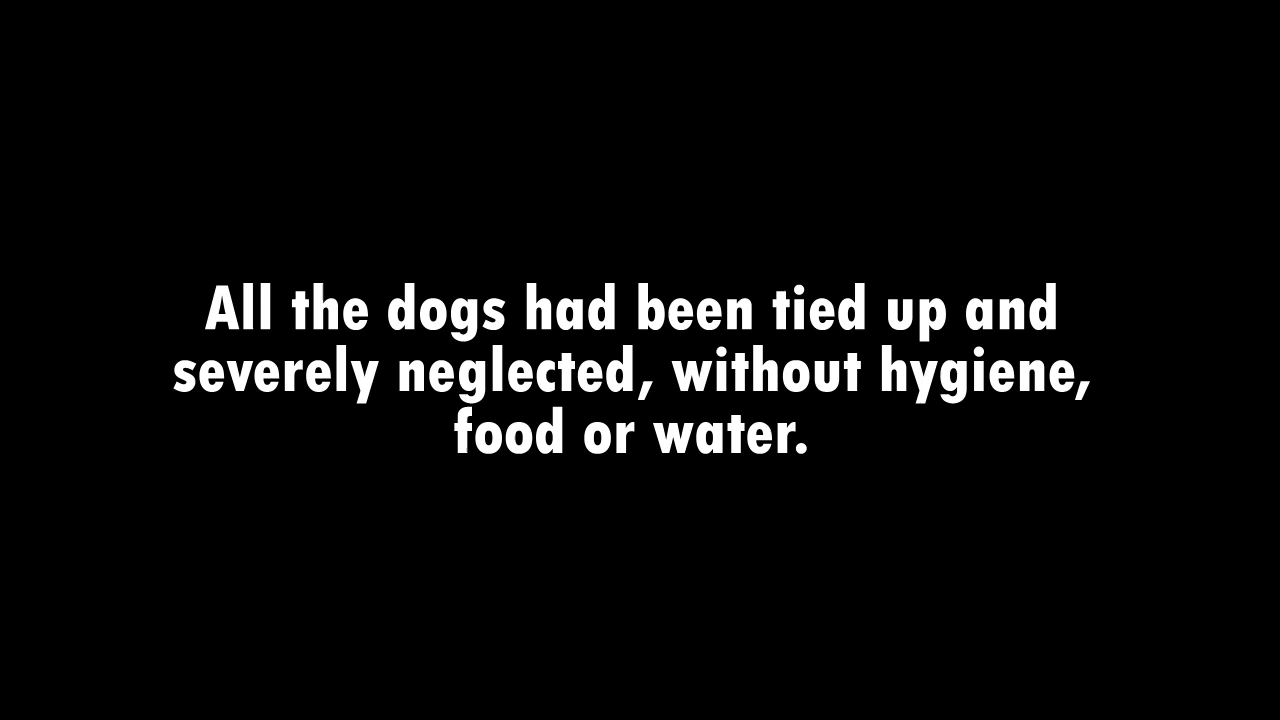 All the dogs had been tied up and
severely neglected, without hygiene,
food or water.